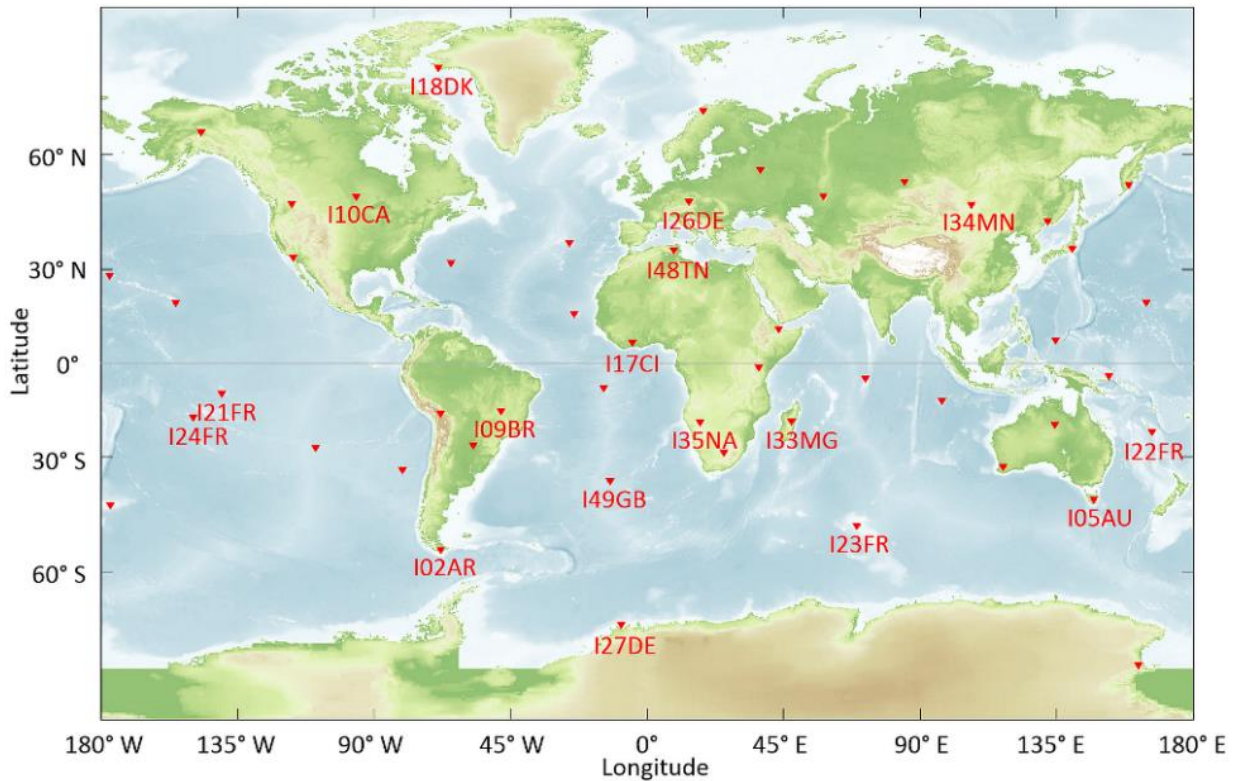 I18DK
60° N
I10CA
I26DE
I34MN
I48TN
30° N
Latitude
0°
I17CI
I21FR
I24FR
I09BR
I35NA
I33MG
I22FR
30° S
I49GB
I05AU
I23FR
I02AR
60° S
I27DE
180° W
135° W
90° W
45° W
0°
45° E
90° E
135° E
180° E
Longitude